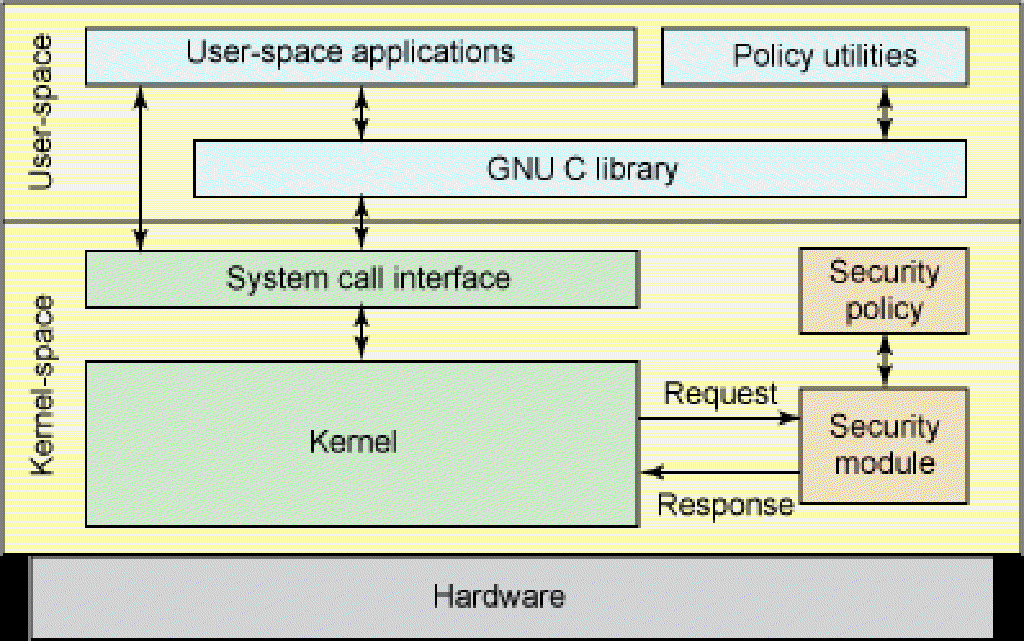 User-space
User-space applications
Policy utilities
GNU C library
Kernel-space
System call interface
Security
policy
Kernel
Request
Response
Security
module
Hardware